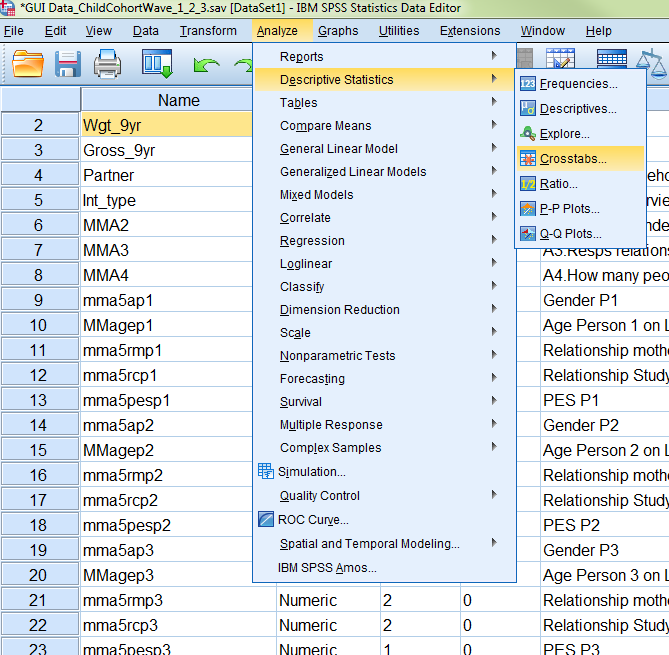 *GUI Data_ChildCohortWave_1_2_3.sav [DataSet1] - IBM SPSS Statistics Data Editor
File Edit View Data Transform Analyze Graphs Utilities Extensions Window Help
Name
2 Wgt_9yr
3 Gross_9yr
4 Partner
5 Int_type
6 MMA2
7 MMA3
8 MMA4
9 mma5ap1 Gender P1
10 MMagep1 Age Person 1 on L
11 mma5rmp1 Relationship moth
12 mma5rcp1 Relationship Study
13 mma5pesp1 PES P1
14 mma5ap2 Gender P2
15 MMagep2 Age Person 2 on L
16 mma5rmp2 Relationship moth
17 mma5rcp2 Relationship Study
18 mma5pesp2 PES P2
19 mma5ap3 Gender P3
20 MMagep3 Age Person 3 on L
21 mma5rmp3 Numeric 2 0 Relationship moth
22 mma5rcp3 Numeric 2 0 Relationship Study
23 mma5pesp3 Numeric 1 0 PES P3
Reports
Descriptive Statistics
Tables
Compare Means
General Linear Model
Generalized Linear Models
Mixed Models
Correlate
Regression
Loglinear
Classify
Dimension Reduction
Scale
Nonparametric Tests
Forecasting
Survival
Multiple Response
Complex Samples
Simulation...
Quality Control
ROC Curve...
Spatial and Temporal Modeling...
IBM SPSS Amos...
123 Frequencies...
Descriptives...
Explore...
Crosstabs...
1/2 Ratio...
P-P Plots...
Q-Q Plots...
A3.Resps relations
A4.How many peo